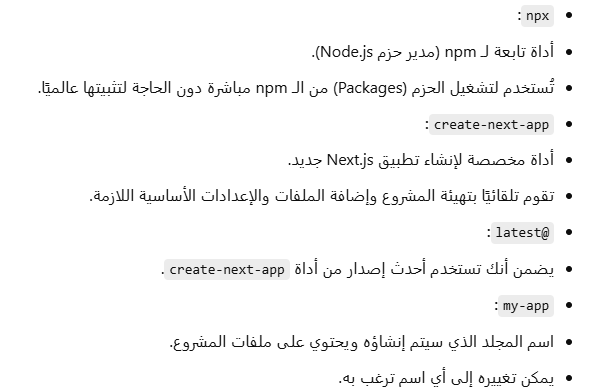 npx :
أداة تابعة لـ npm (مدير حزم Node.js).
تُستخدم لتشغيل الحزم (Packages) من الـ npm مباشرة دون الحاجة لتثبيتها عالميًا.
create-next-app :
أداة مخصصة لإنشاء تطبيق Next.js جديد.
تقوم تلقائيًا بتهيئة المشروع وإضافة الملفات والإعدادات الأساسية اللازمة.
@latest :
يضمن أنك تستخدم أحدث إصدار من أداة create-next-app .
my-app :
اسم المجلد الذي سيتم إنشاؤه ويحتوي على ملفات المشروع.
يمكن تغييره إلى أي اسم ترغب به.